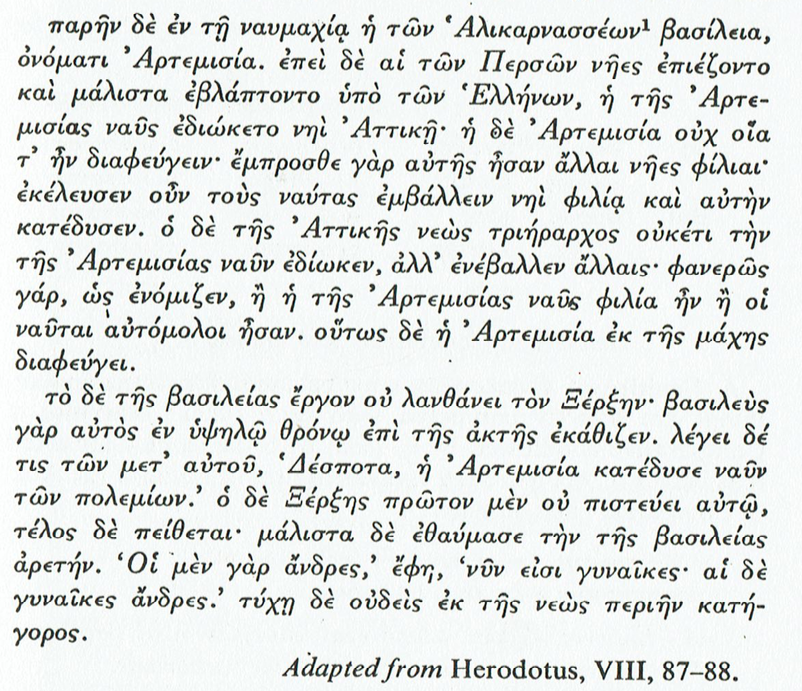 παρῆν δὲ ἐν τῇ ναυμαχίᾳ ἡ τῶν Ἁλικαρνασσέων¹ βασίλεια,
ὀνόματι Ἀρτεμισία. ἐπεὶ δὲ αἱ τῶν Περσῶν νῆες ἐπιέζοντο
καὶ μάλιστα ἐβλάπτοντο ὑπὸ τῶν Ἑλλήνων, ἡ τῆς Ἀρτε-
μισίας ναῦς ἐδιώκετο νηὶ Ἀττικῇ· ἡ δὲ Ἀρτεμισία οὐχ οἵα
τ’ ἦν διαφεύγειν· ἔμπροσθε γὰρ αὐτῆς ἦσαν ἄλλαι νῆες φίλιαι·
ἐκέλευσεν οὖν τοὺς ναύτας ἐμβάλλειν νηὶ φιλίᾳ καὶ αὐτὴν
κατέδυσεν. ὁ δὲ τῆς Ἀττικῆς νεὼς τριήραρχος οὐκέτι τὴν
τῆς Ἀρτεμισίας ναῦν ἐδίωκεν, ἀλλ’ ἐνέβαλλεν ἄλλαις· φανερῶς
γάρ, ὡς ἐνόμιζεν, ἢ ἡ τῆς Ἀρτεμισίας ναῦς φιλία ἦν ἢ οἱ
ναῦται αὐτόμολοι ἦσαν. οὕτως δὲ ἡ Ἀρτεμισία ἐκ τῆς μάχης
διαφεύγει.
τὸ δὲ τῆς βασιλείας ἔργον οὐ λανθάνει τὸν Ξέρξην· βασιλεὺς
γὰρ αὐτὸς ἐν ὑψηλῷ θρόνῳ ἐπὶ τῆς ἀκτῆς ἐκάθιζεν. λέγει δέ
τις τῶν μετ’ αὐτοῦ, ‘Δέσποτα, ἡ Ἀρτεμισία κατέδυσε ναῦν
τῶν πολεμίων.’ ὁ δὲ Ξέρξης πρῶτον μὲν οὐ πιστεύει αὐτῷ,
τέλος δὲ πείθεται· μάλιστα δὲ ἐθαύμασε τὴν τῆς βασιλείας
ἀρετήν. ‘Οἱ μὲν γὰρ ἄνδρες,’ ἔφη, ‘νῦν εἰσι γυναῖκες· αἱ δὲ
γυναῖκες ἄνδρες.’ τύχῃ δὲ οὐδεὶς ἐκ τῆς νεὼς περιῆν κατή-
γορος.
Adapted from Herodotus, VIII, 87–88.